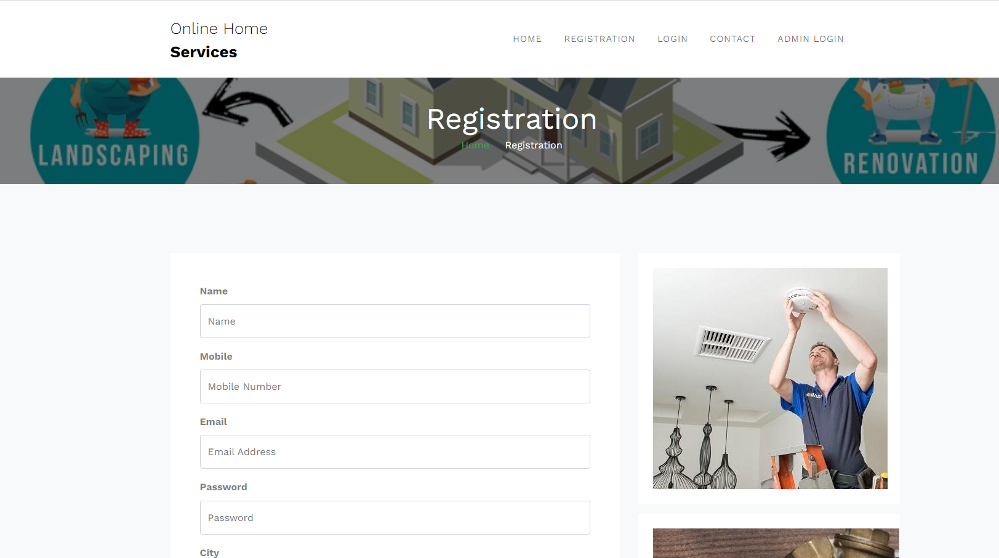 Online Home
Services
HOME REGISTRATION LOGIN CONTACT ADMIN LOGIN
LANDSCAPING
RENOVATION
Registration
Home Registration
Name
Name
Mobile
Mobile Number
Email
Email Address
Password
Password
City